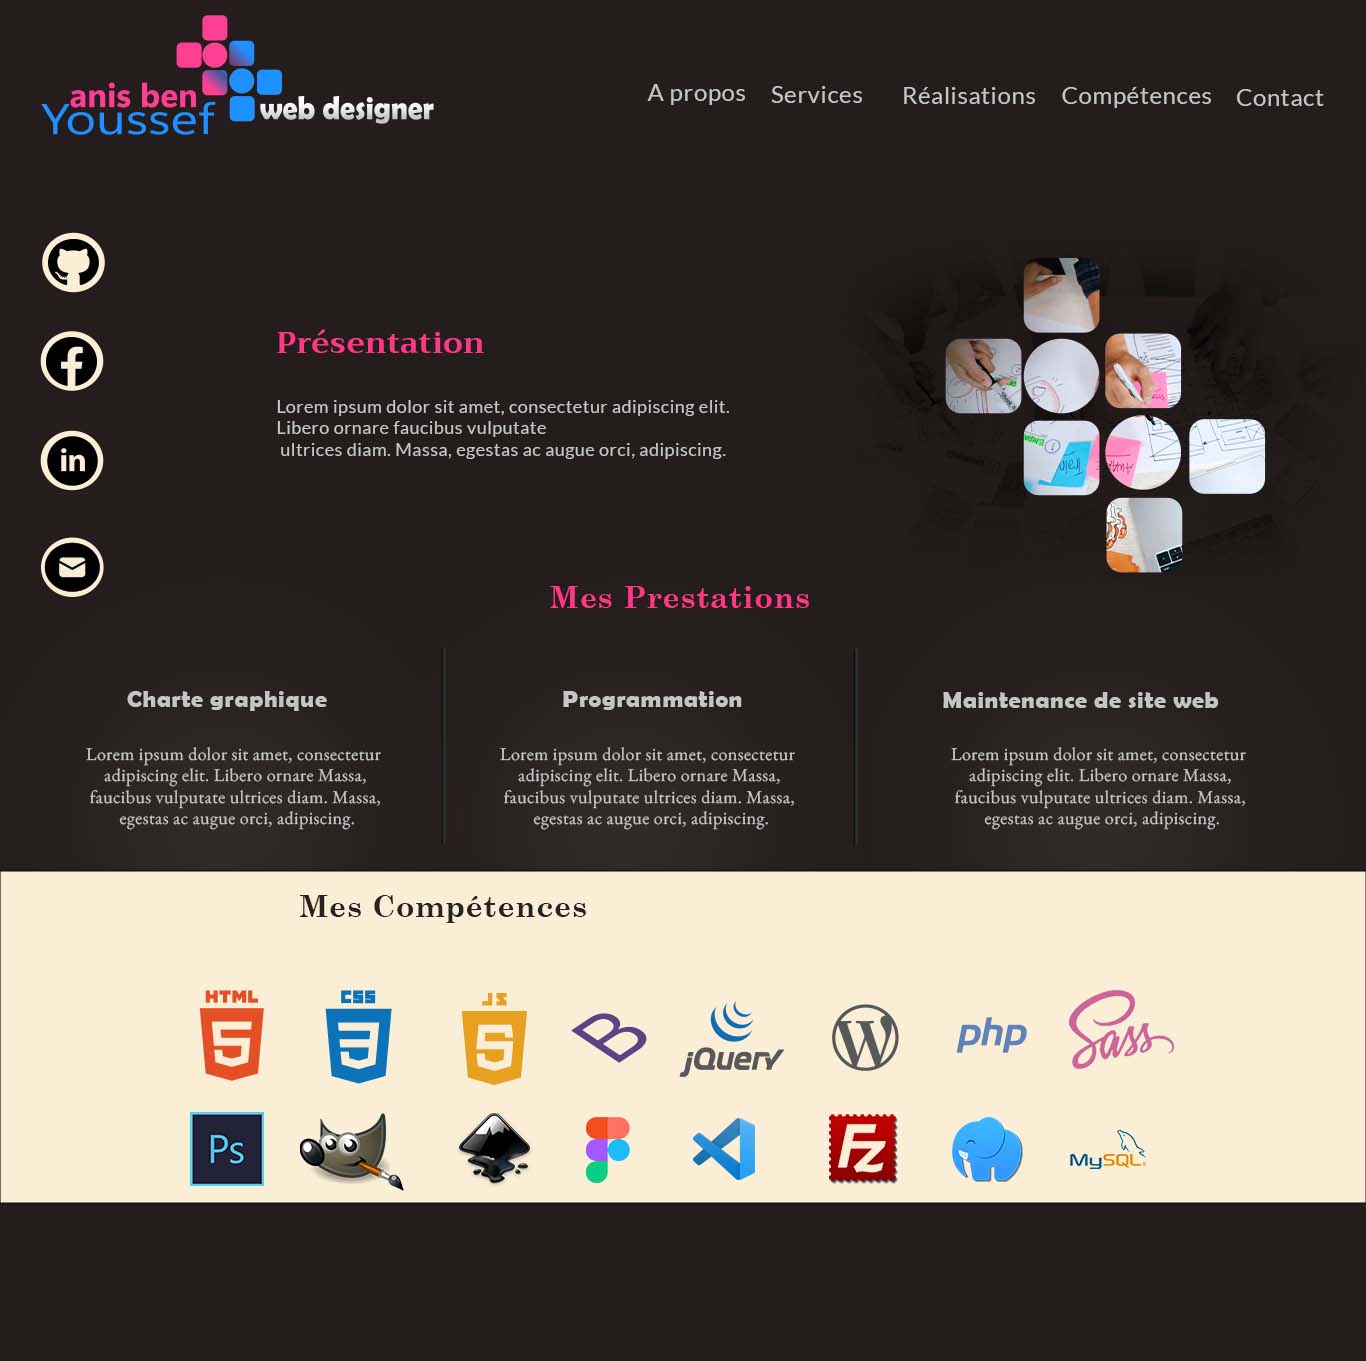 anis ben
Youssef
web designer
A propos
Services
Réalisations
Compétences
Contact
in
Présentation
Lorem ipsum dolor sit amet, consectetur adipiscing elit.
Libero ornare faucibus vulputate
ultrices diam. Massa, egestas ac augue orci, adipiscing.
Mes Prestations
Charte graphique
Lorem ipsum dolor sit amet, consectetur
adipiscing elit. Libero ornare Massa,
faucibus vulputate ultrices diam. Massa,
egestas ac augue orci, adipiscing.
Programmation
Lorem ipsum dolor sit amet, consectetur
adipiscing elit. Libero ornare Massa,
faucibus vulputate ultrices diam. Massa,
egestas ac augue orci, adipiscing.
Maintenance de site web
Lorem ipsum dolor sit amet, consectetur
adipiscing elit. Libero ornare Massa,
faucibus vulputate ultrices diam. Massa,
egestas ac augue orci, adipiscing.
Mes Compétences
HTML
5
CSS
3
JS
5
B
jQuery
W
php
Sass
Ps
Fz
MySQL